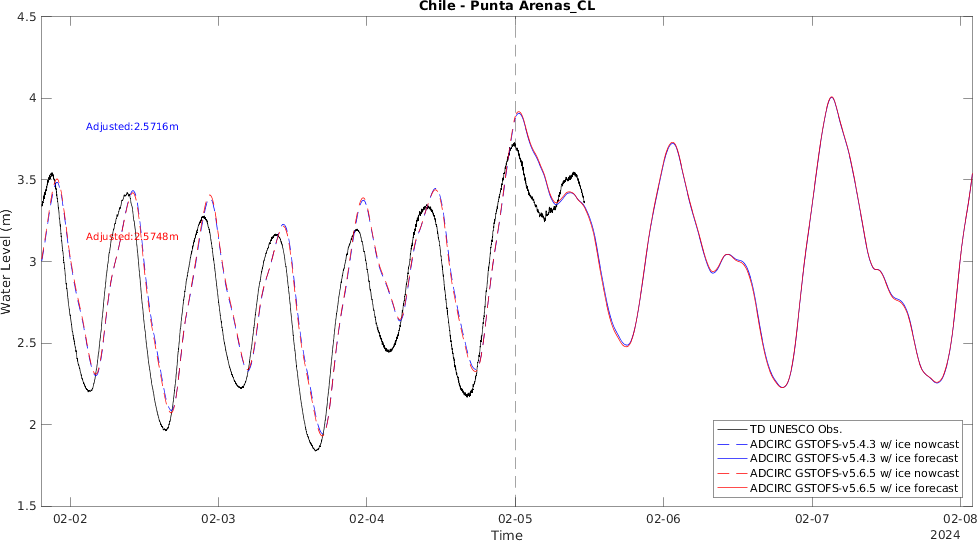 Chile - Punta Arenas_CL
4.5
4
3.5
3
2.5
2
1.5
Water Level (m)
Adjusted:2.5716m
Adjusted:2.5748m
TD UNESCO Obs.
ADCIRC GSTOFS-v5.4.3 w/ ice nowcast
ADCIRC GSTOFS-v5.4.3 w/ ice forecast
ADCIRC GSTOFS-v5.6.5 w/ ice nowcast
ADCIRC GSTOFS-v5.6.5 w/ ice forecast
02-02 02-03 02-04 02-05 02-06 02-07 02-08
Time
2024